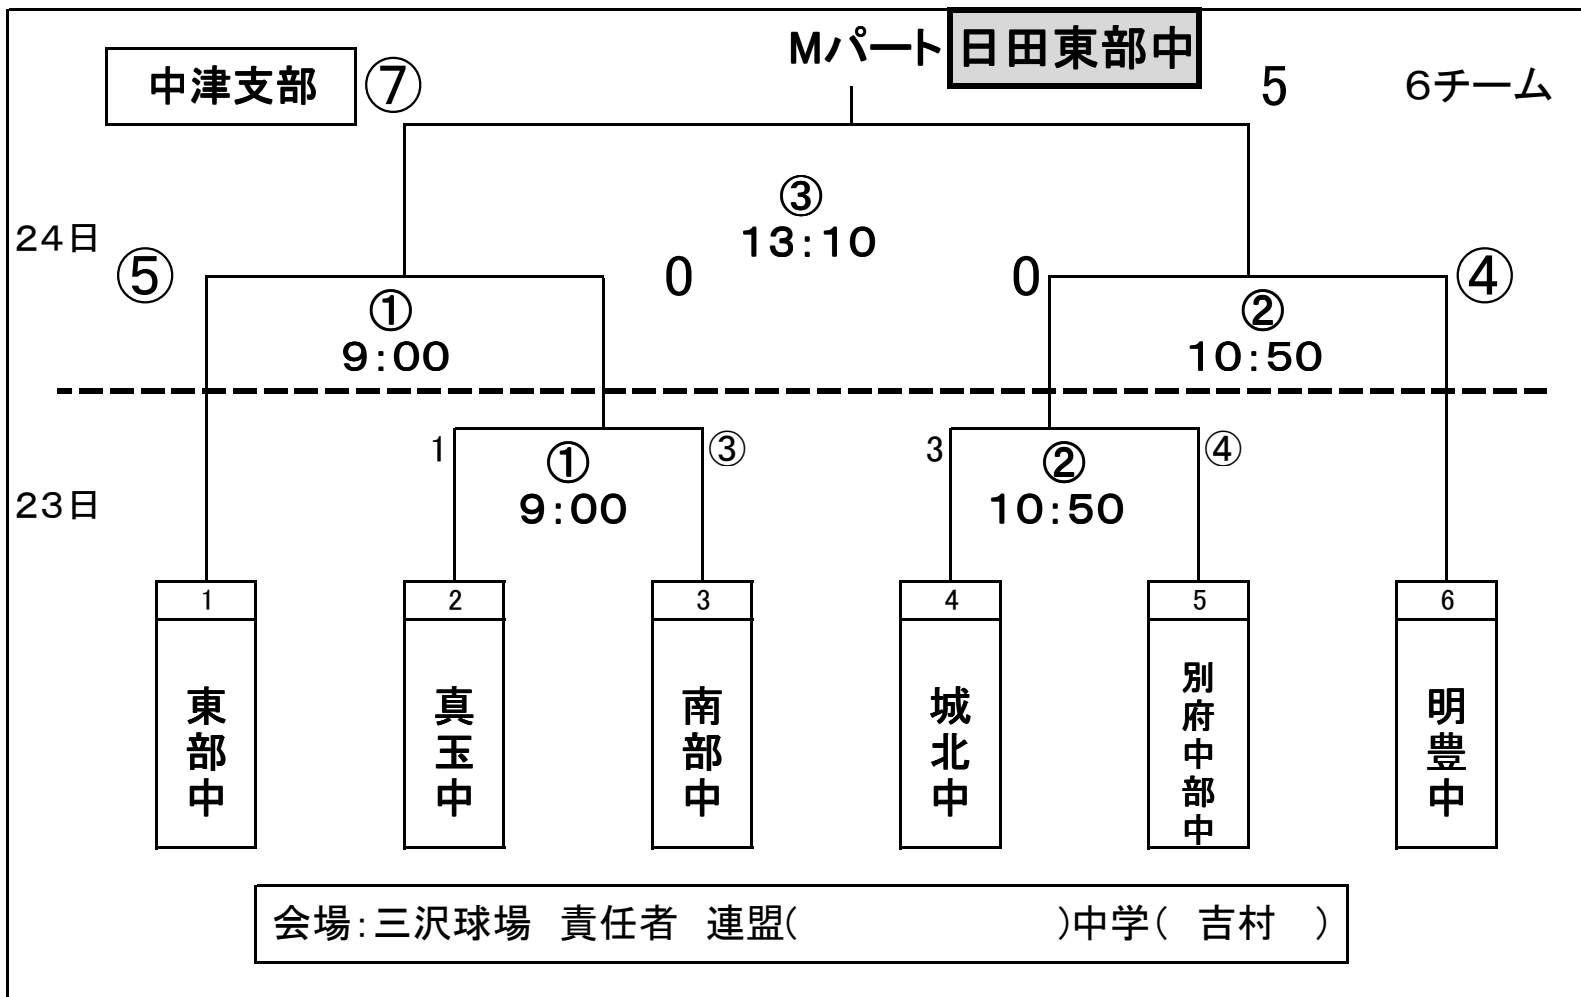 Mパート 日田東部中
中津支部 ⑦ 5 6チーム
③
13:10
24日
⑤ 0 0 ④
① ②
9:00 10:50
1 ③ 3 ④
① ②
9:00 10:50
23日
1 2 3 4 5 6
東部中
真玉中
南部中
城北中
別府中部中
明豊中
会場:三沢球場 責任者 連盟( )中学( 吉村 )